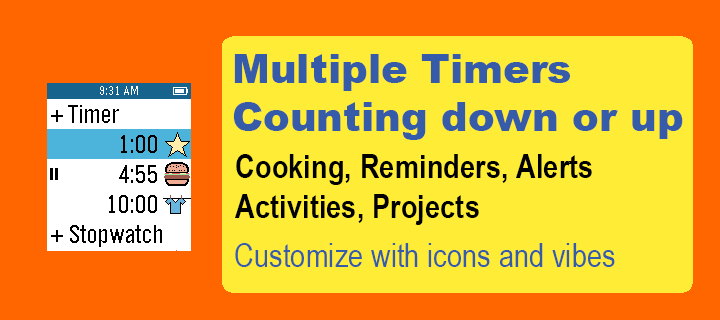 9:31 AM
+ Timer
1:00
4:55
10:00
+ Stopwatch
Multiple Timers
Counting down or up
Cooking, Reminders, Alerts
Activities, Projects
Customize with icons and vibes